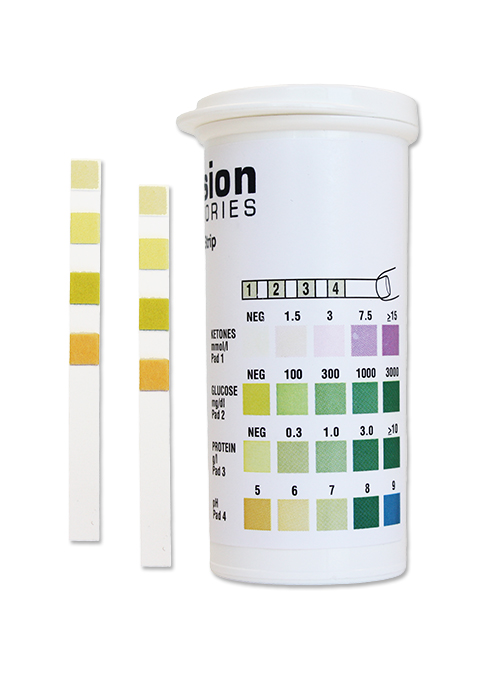 sion
ORIES
Strip
1 2 3 4
NEG 1.5 3 7.5 ≥15
KETONES
mmol/l
Pad 1
NEG 100 300 1000 3000
GLUCOSE
mg/dl
Pad 2
NEG 0.3 1.0 3.0 ≥10
PROTEIN
g/l
Pad 3
5 6 7 8 9
pH
Pad 4